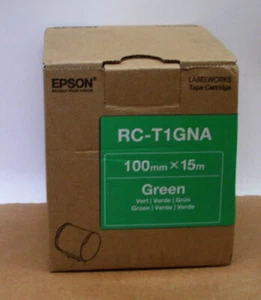 EPSON
LABELWORKS
Tape Cartridge
RC-T1GNA
100mm×15m
Green
Vert | Verde | Grün
Groen | Verde | Verde